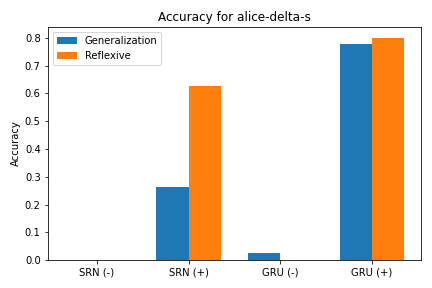 Accuracy for alice-delta-s
Generalization
Reflexive
Accuracy
0.8
0.7
0.6
0.5
0.4
0.3
0.2
0.1
0.0
SRN (-)
SRN (+)
GRU (-)
GRU (+)